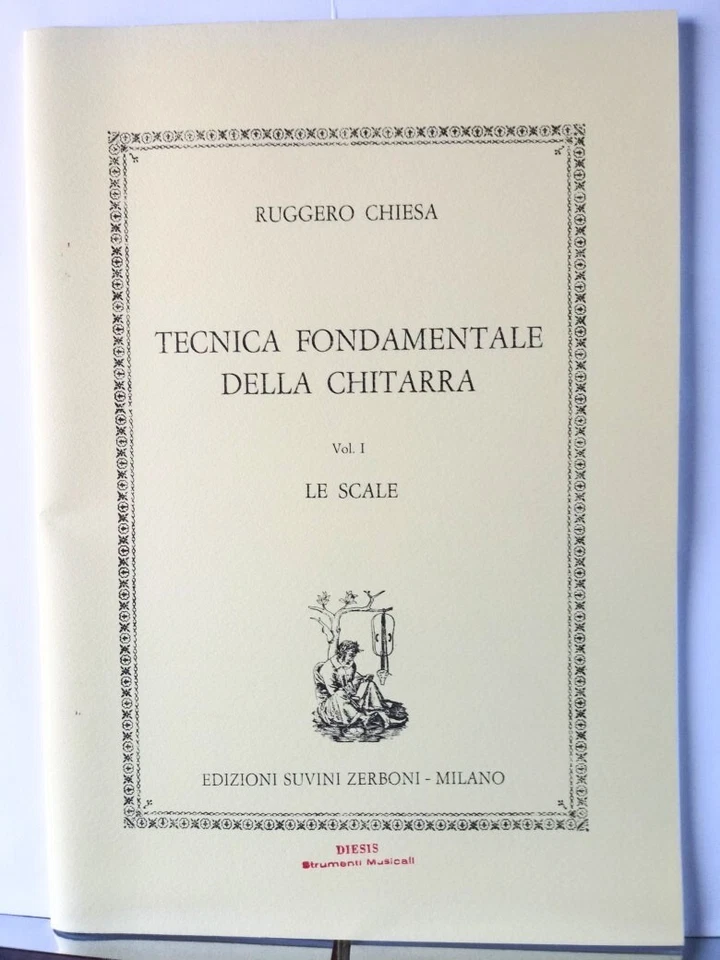 RUGGERO CHIESA
TECNICA FONDAMENTALE
DELLA CHITARRA
Vol. I
LE SCALE
EDIZIONI SUVINI ZERBONI - MILANO
DIESIS
Strumenti Musicali